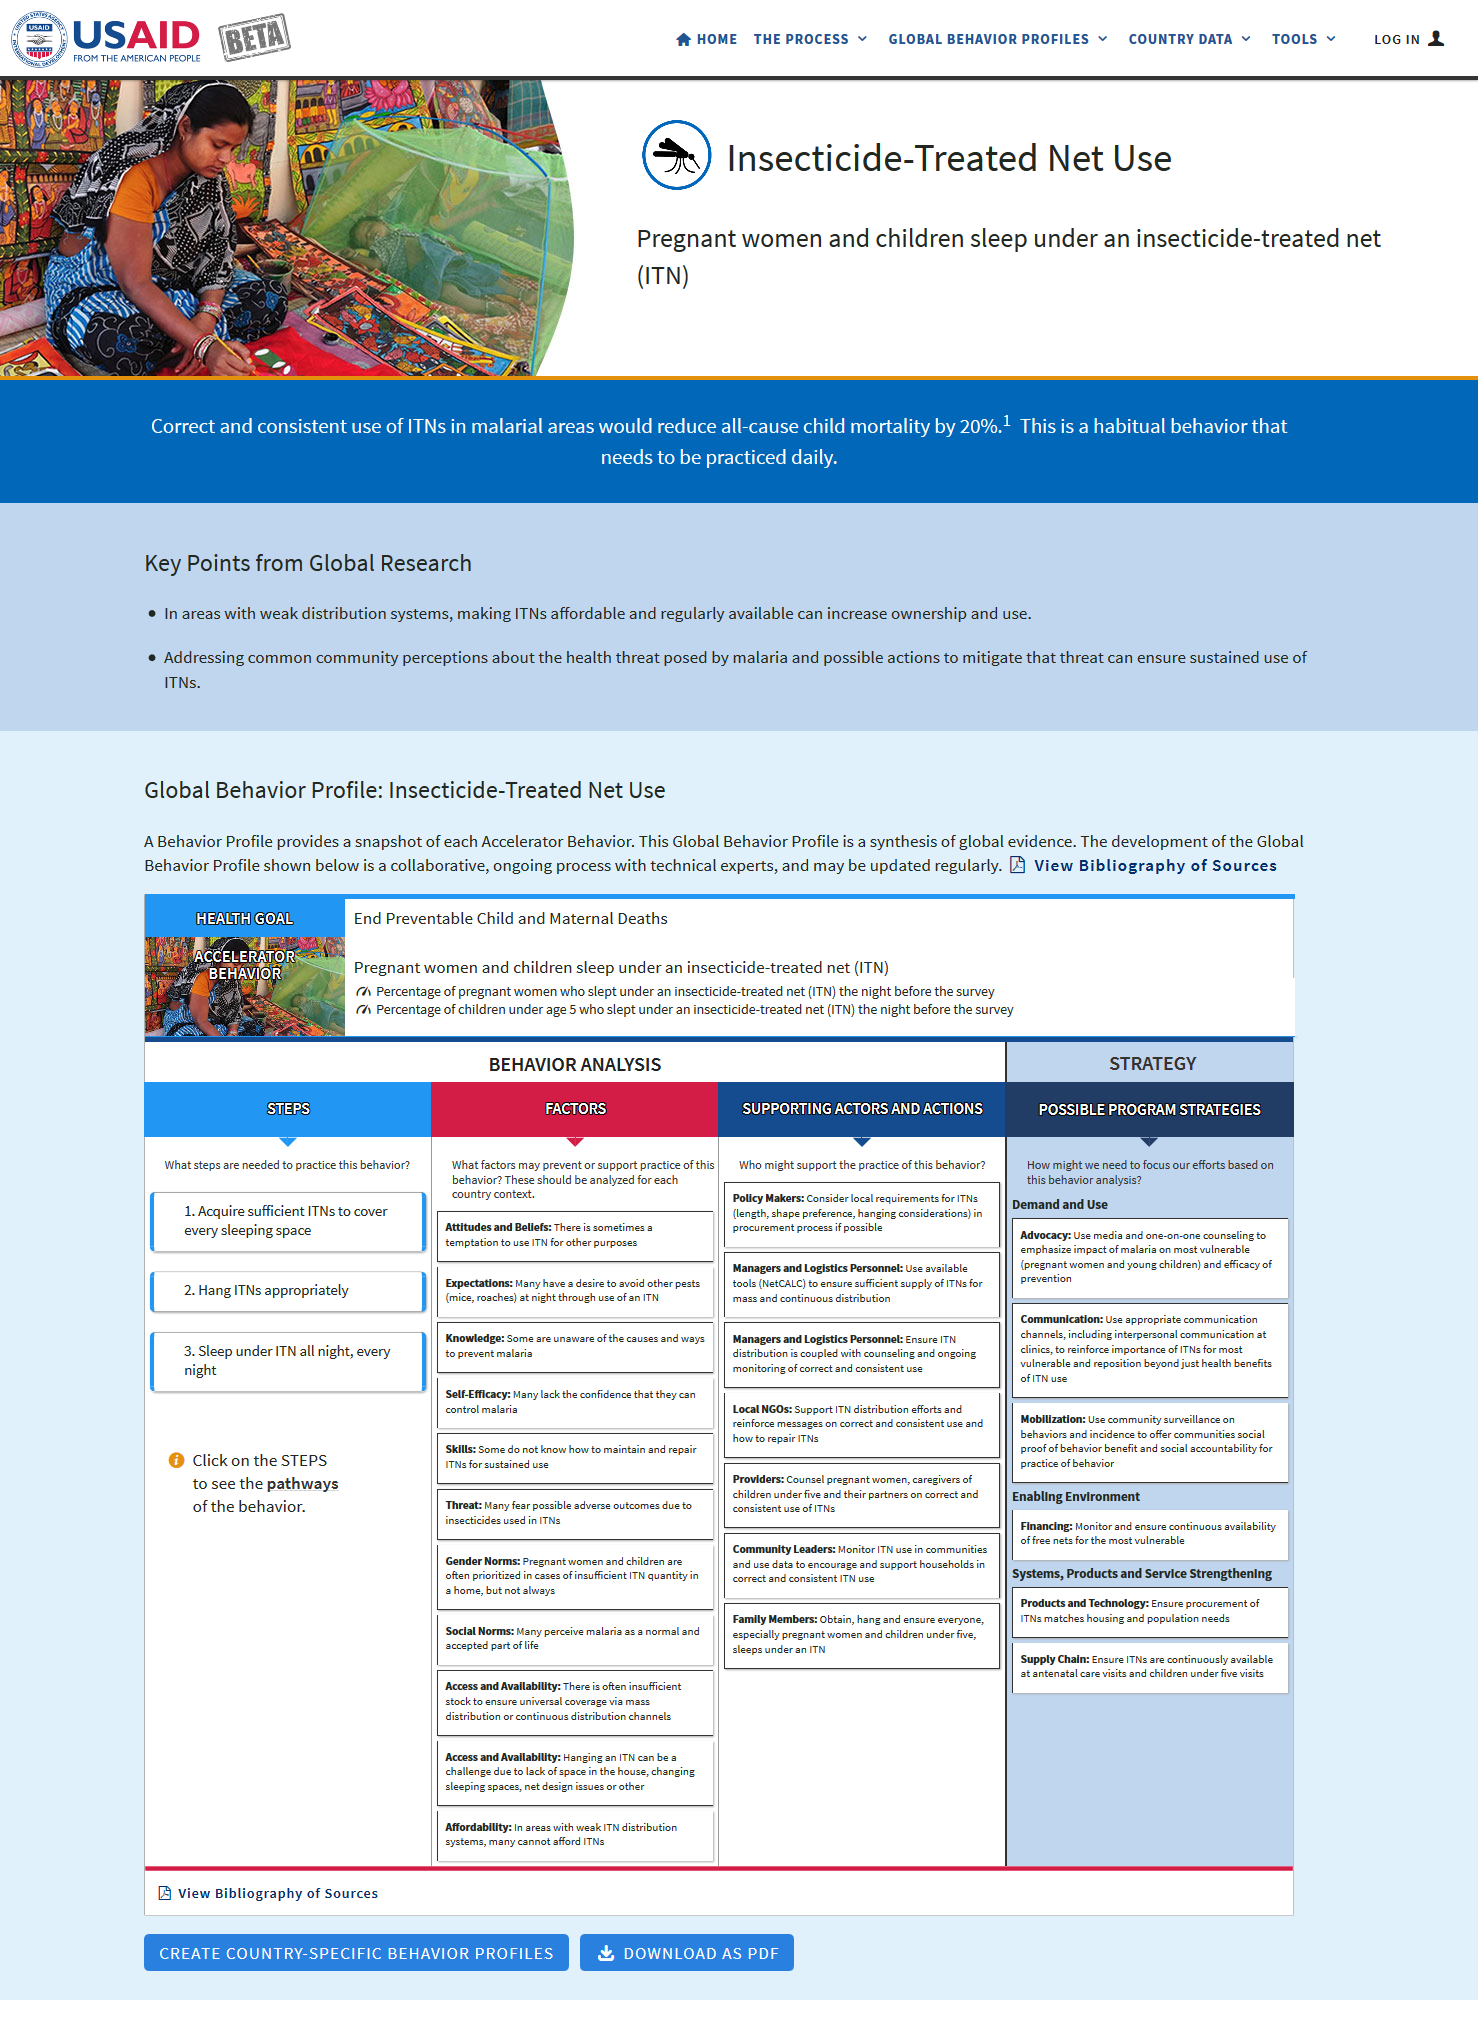 USAID
USAID
FROM THE AMERICAN PEOPLE
BETA
HOME
THE PROCESS
GLOBAL BEHAVIOR PROFILES
COUNTRY DATA
TOOLS
LOG IN
Insecticide-Treated Net Use
Pregnant women and children sleep under an insecticide-treated net
(ITN)
Correct and consistent use of ITNs in malarial areas would reduce all-cause child mortality by 20%.1 This is a habitual behavior that
needs to be practiced daily.
Key Points from Global Research
• In areas with weak distribution systems, making ITNs affordable and regularly available can increase ownership and use.
• Addressing common community perceptions about the health threat posed by malaria and possible actions to mitigate that threat can ensure sustained use of
ITNs.
Global Behavior Profile: Insecticide-Treated Net Use
A Behavior Profile provides a snapshot of each Accelerator Behavior. This Global Behavior Profile is a synthesis of global evidence. The development of the Global
Behavior Profile shown below is a collaborative, ongoing process with technical experts, and may be updated regularly. View Bibliography of Sources
HEALTH GOAL
End Preventable Child and Maternal Deaths
ACCELERATOR
BEHAVIOR
Pregnant women and children sleep under an insecticide-treated net (ITN)
Percentage of pregnant women who slept under an insecticide-treated net (ITN) the night before the survey
Percentage of children under age 5 who slept under an insecticide-treated net (ITN) the night before the survey
BEHAVIOR ANALYSIS
STRATEGY
STEPS
FACTORS
SUPPORTING ACTORS AND ACTIONS
POSSIBLE PROGRAM STRATEGIES
What steps are needed to practice this behavior?
1. Acquire sufficient ITNs to cover
every sleeping space
2. Hang ITNs appropriately
3. Sleep under ITN all night, every
night
Click on the STEPS
to see the pathways
of the behavior.
What factors may prevent or support practice of this
behavior? These should be analyzed for each
country context.
Attitudes and Beliefs: There is sometimes a
temptation to use ITN for other purposes
Expectations: Many have a desire to avoid other pests
(mice, roaches) at night through use of an ITN
Knowledge: Some are unaware of the causes and ways
to prevent malaria
Self-Efficacy: Many lack the confidence that they can
control malaria
Skills: Some do not know how to maintain and repair
ITNs for sustained use
Threat: Many fear possible adverse outcomes due to
insecticides used in ITNs
Gender Norms: Pregnant women and children are
often prioritized in cases of insufficient ITN quantity in
a home, but not always
Social Norms: Many perceive malaria as a normal and
accepted part of life
Access and Availability: There is often insufficient
stock to ensure universal coverage via mass
distribution or continuous distribution channels
Access and Availability: Hanging an ITN can be a
challenge due to lack of space in the house, changing
sleeping spaces, net design issues or other
Affordability: In areas with weak ITN distribution
systems, many cannot afford ITNs
Who might support the practice of this behavior?
Policy Makers: Consider local requirements for ITNs
(length, shape preference, hanging considerations) in
procurement process if possible
Managers and Logistics Personnel: Use available
tools (NetCALC) to ensure sufficient supply of ITNs for
mass and continuous distribution
Managers and Logistics Personnel: Ensure ITN
distribution is coupled with counseling and ongoing
monitoring of correct and consistent use
Local NGOs: Support ITN distribution efforts and
reinforce messages on correct and consistent use and
how to repair ITNs
Providers: Counsel pregnant women, caregivers of
children under five and their partners on correct and
consistent use of ITNs
Community Leaders: Monitor ITN use in communities
and use data to encourage and support households in
correct and consistent ITN use
Family Members: Obtain, hang and ensure everyone,
especially pregnant women and children under five,
sleeps under an ITN
How might we need to focus our efforts based on
this behavior analysis?
Demand and Use
Advocacy: Use media and one-on-one counseling to
emphasize impact of malaria on most vulnerable
(pregnant women and young children) and efficacy of
prevention
Communication: Use appropriate communication
channels, including interpersonal communication at
clinics, to reinforce importance of ITNs for most
vulnerable and reposition beyond just health benefits
of ITN use
Mobilization: Use community surveillance on
behaviors and incidence to offer communities social
proof of behavior benefit and social accountability for
practice of behavior
Enabling Environment
Financing: Monitor and ensure continuous availability
of free nets for the most vulnerable
Systems, Products and Service Strengthening
Products and Technology: Ensure procurement of
ITNs matches housing and population needs
Supply Chain: Ensure ITNs are continuously available
at antenatal care visits and children under five visits
View Bibliography of Sources
CREATE COUNTRY-SPECIFIC BEHAVIOR PROFILES
DOWNLOAD AS PDF